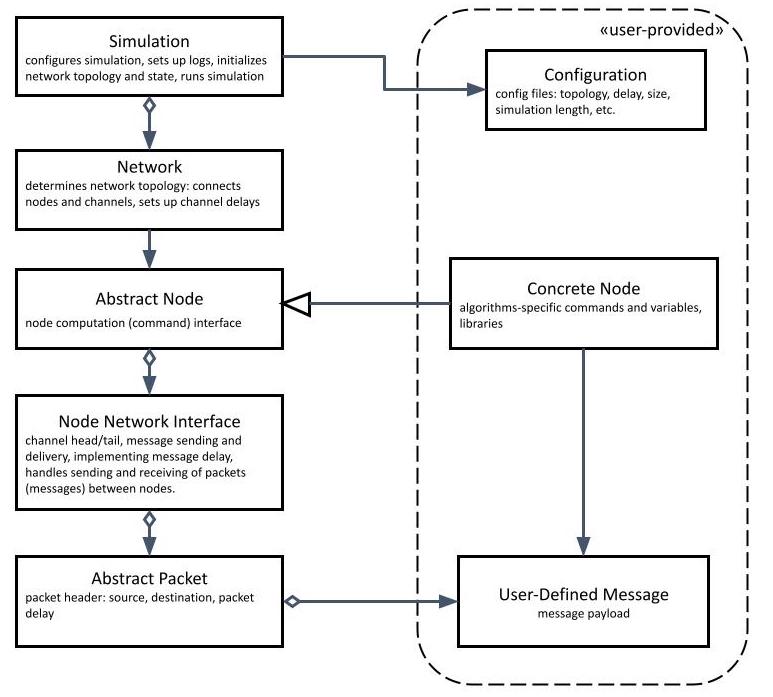 Simulation
configures simulation, sets up logs, initializes
network topology and state, runs simulation
«user-provided»
Configuration
config files: topology, delay, size,
simulation length, etc.
Network
determines network topology: connects
nodes and channels, sets up channel delays
Abstract Node
node computation (command) interface
Concrete Node
algorithms-specific commands and variables,
libraries
Node Network Interface
channel head/tail, message sending and
delivery, implementing message delay,
handles sending and receiving of packets
(messages) between nodes.
Abstract Packet
packet header: source, destination, packet
delay
User-Defined Message
message payload